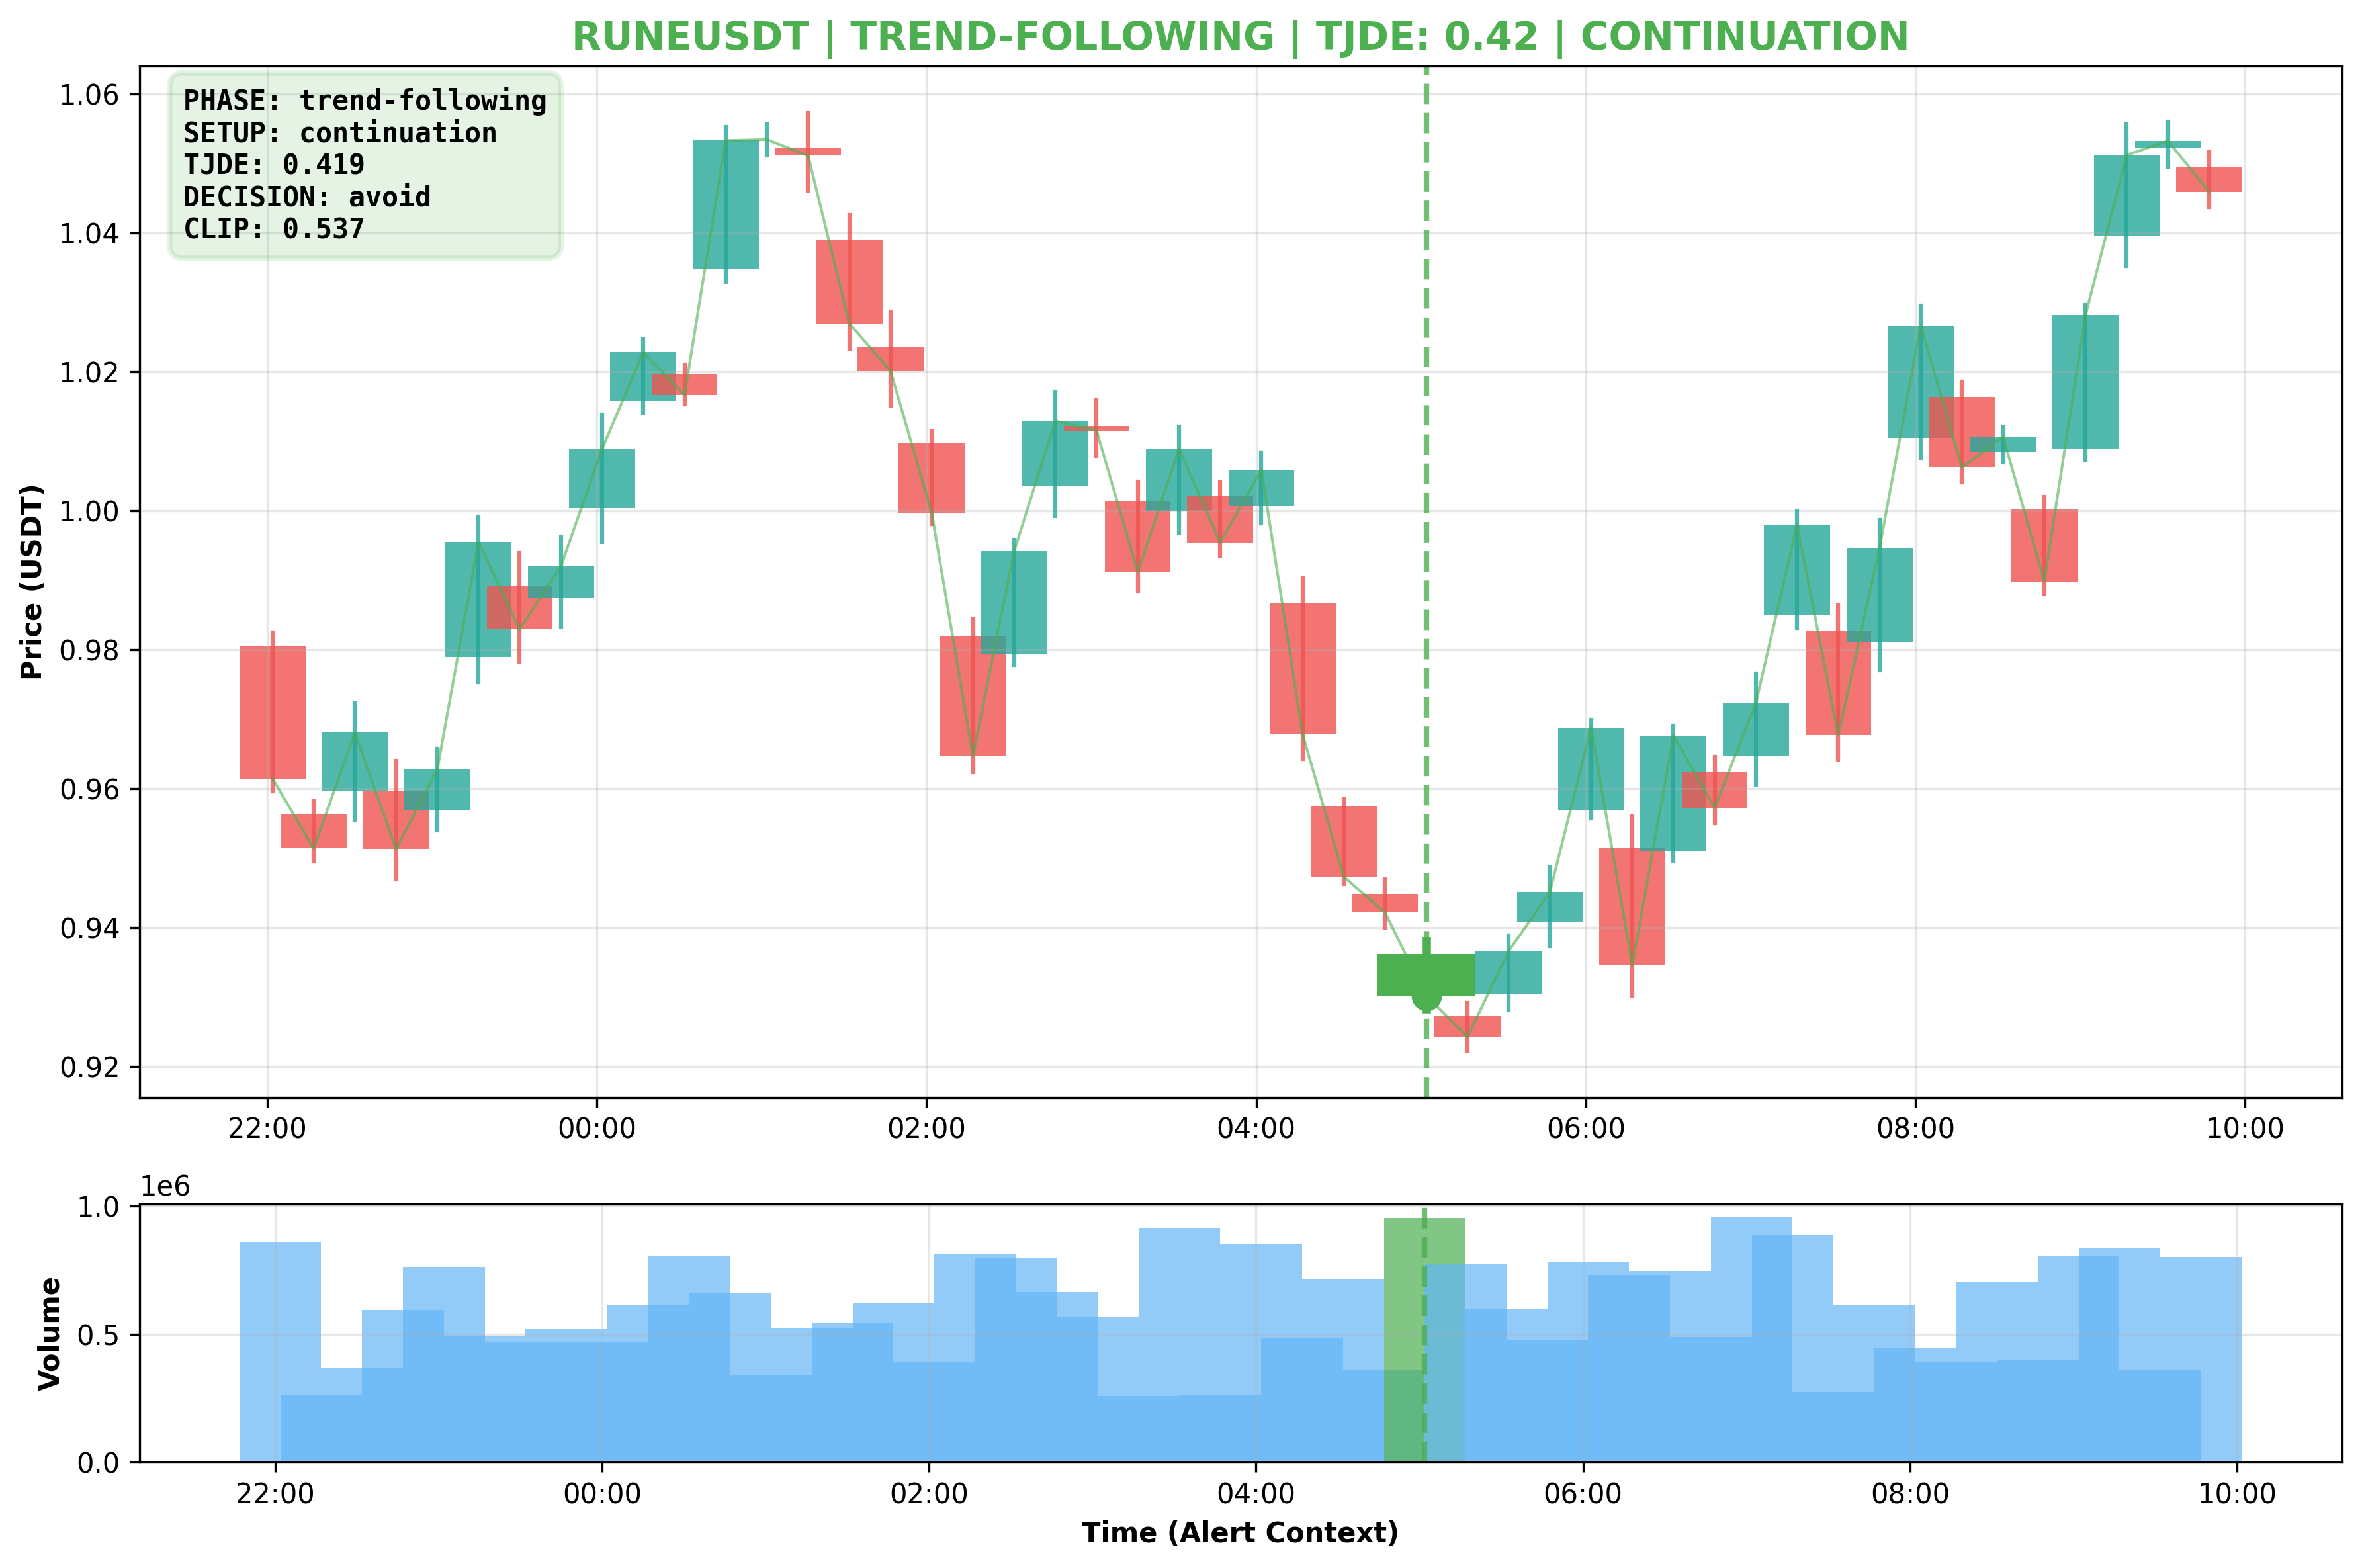 RUNEUSDT | TREND-FOLLOWING | TJDE: 0.42 | CONTINUATION
PHASE: trend-following
SETUP: continuation
TJDE: 0.419
DECISION: avoid
CLIP: 0.537
Price (USDT)
1.06
1.04
1.02
1.00
0.98
0.96
0.94
0.92
22:00 00:00 02:00 04:00 06:00 08:00 10:00
1e6
Volume
1.0
0.5
0.0
22:00 00:00 02:00 04:00 06:00 08:00 10:00
Time (Alert Context)